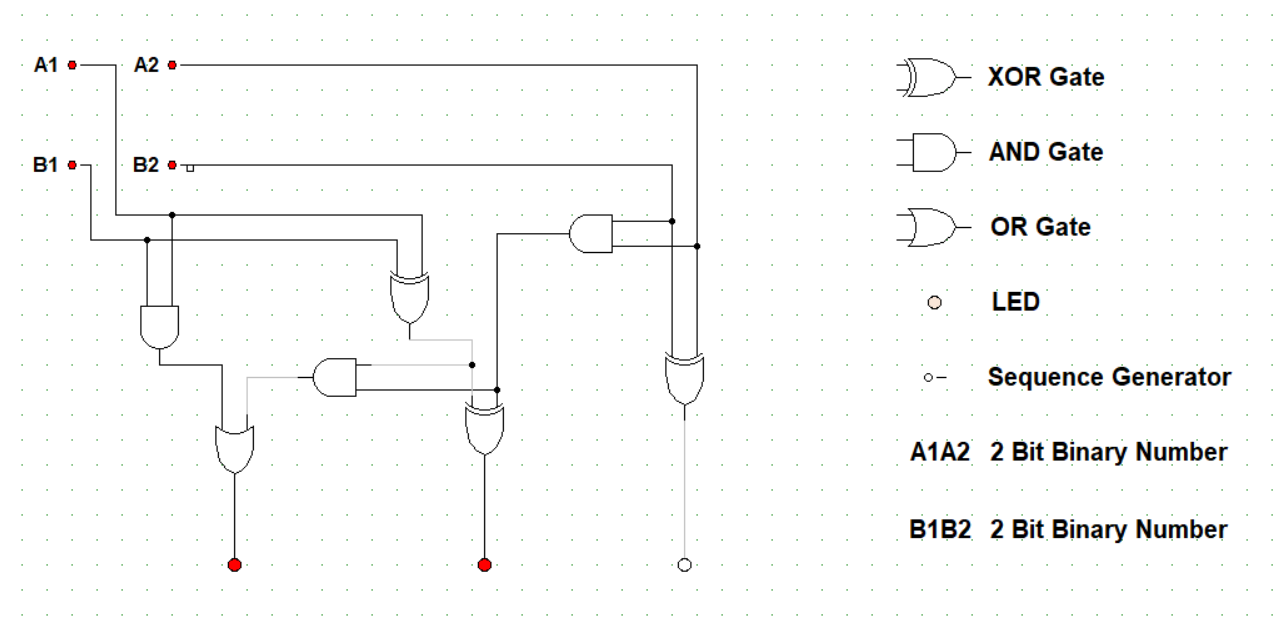 A1 A2
B1 B2
XOR Gate
AND Gate
OR Gate
LED
Sequence Generator
A1A2 2 Bit Binary Number
B1B2 2 Bit Binary Number